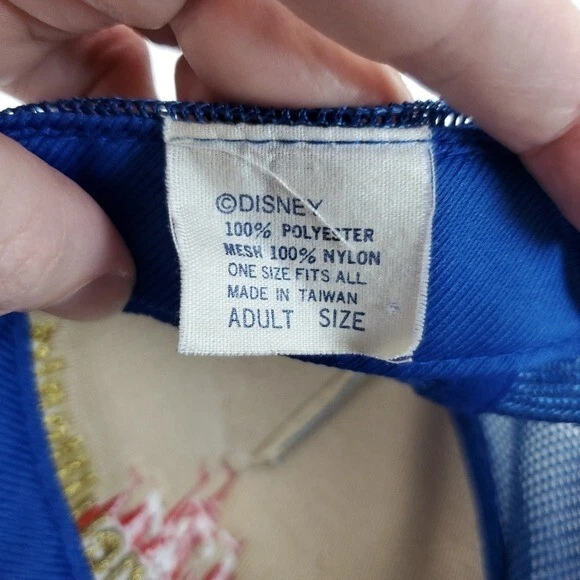 ©DISNEY
100% POLYESTER
MESH 100% NYLON
ONE SIZE FITS ALL
MADE IN TAIWAN
ADULT SIZE